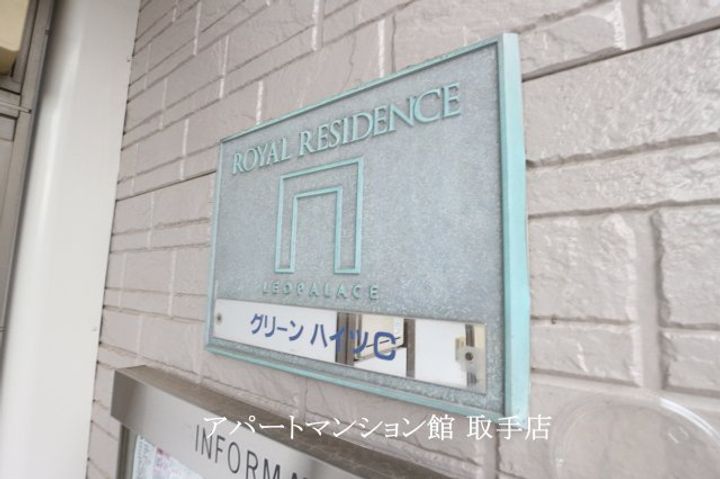 ROYAL RESIDENCE
LEOPALACE
グリーン ハイツC
アパートマンション館 取手店
INFORM